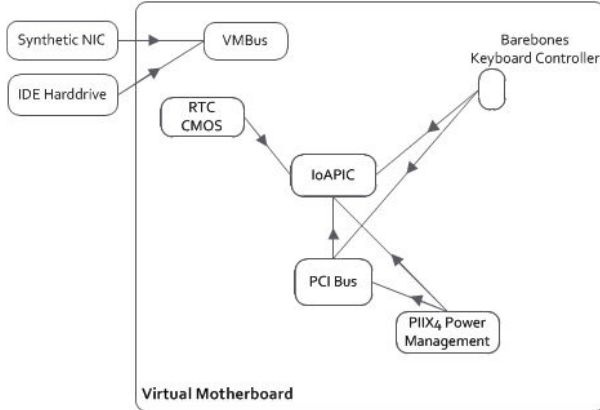 Synthetic NIC
VMBus
Barebones
Keyboard Controller
IDE Harddrive
RTC
CMOS
IoAPIC
PCI Bus
PIIX4 Power
Management
Virtual Motherboard